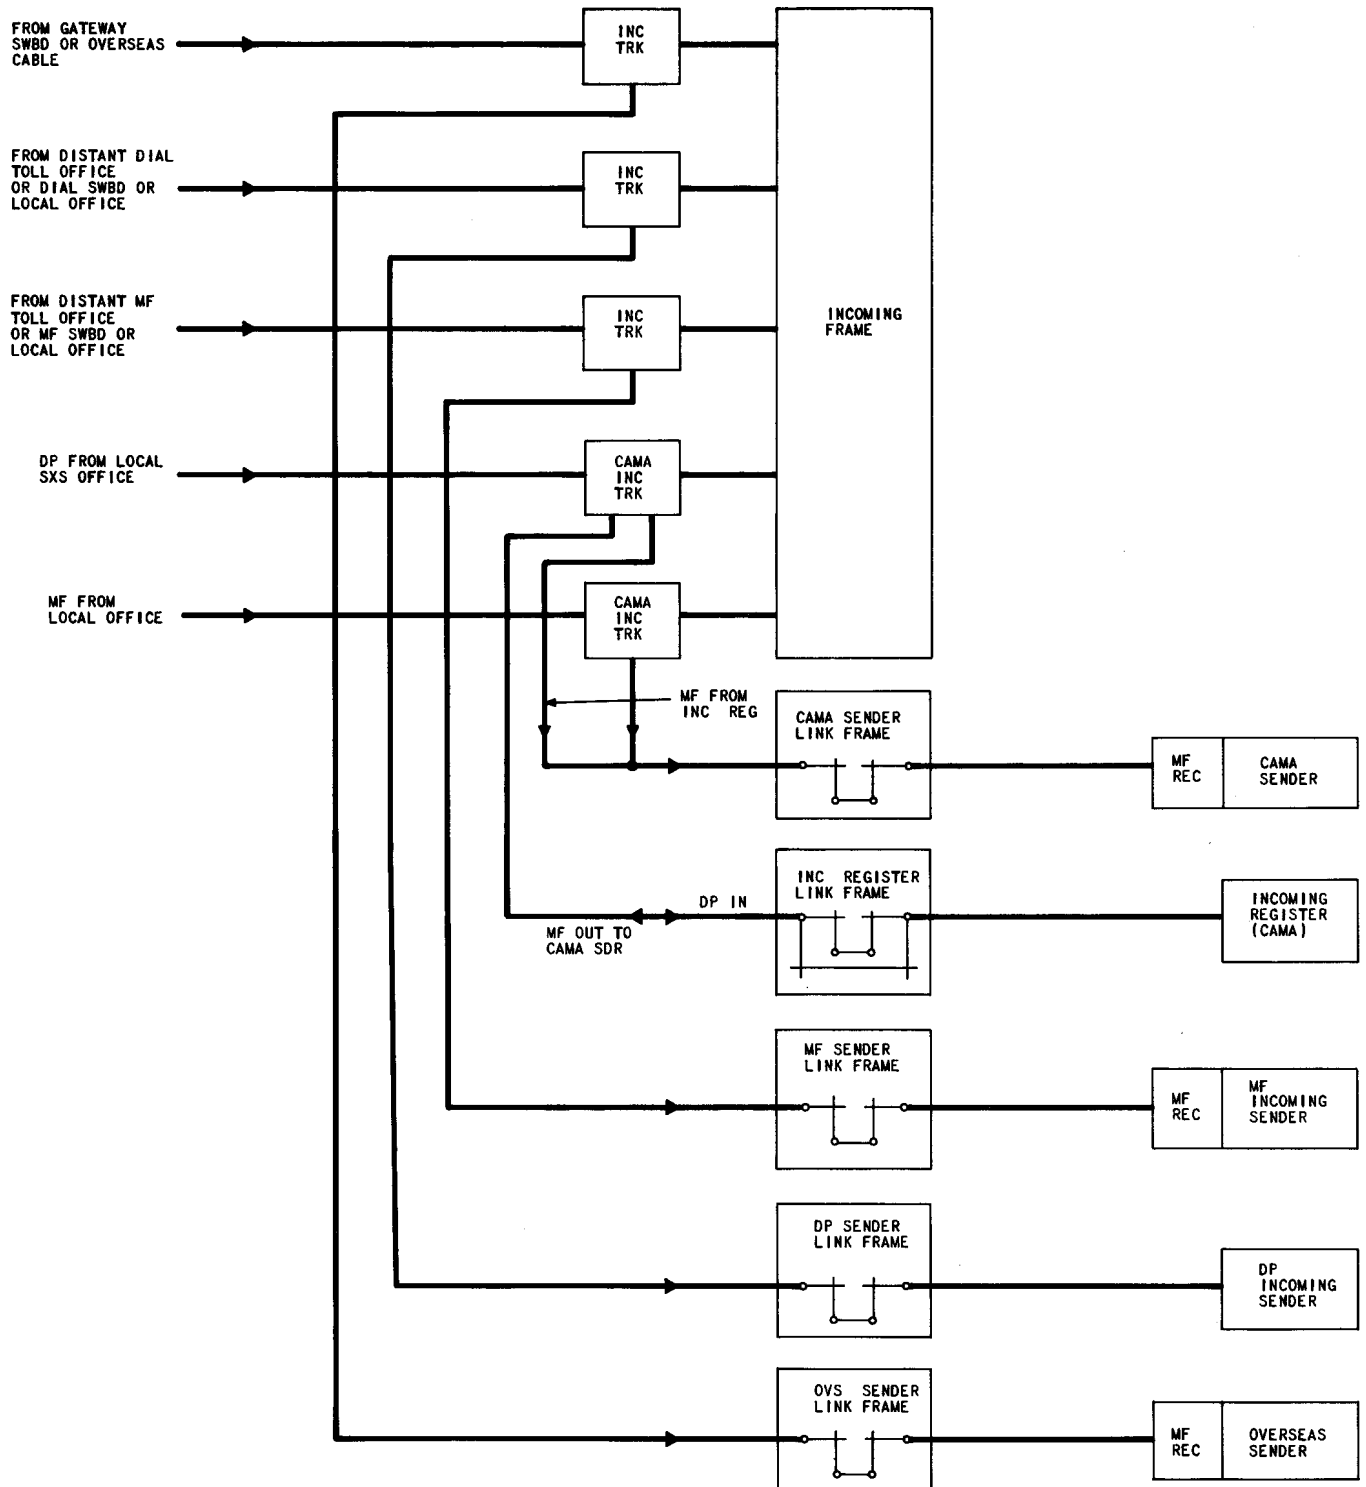 FROM GATEWAY
SWBD OR OVERSEAS
CABLE
INC
TRK
FROM DISTANT DIAL
TOLL OFFICE
OR DIAL SWBD OR
LOCAL OFFICE
INC
TRK
FROM DISTANT MF
TOLL OFFICE
OR MF SWBD OR
LOCAL OFFICE
INC
TRK
INCOMING
FRAME
DP FROM LOCAL
SXS OFFICE
CAMA
INC
TRK
MF FROM
LOCAL OFFICE
CAMA
INC
TRK
MF FROM
INC REG
CAMA SENDER
LINK FRAME
MF
REC
CAMA
SENDER
DP IN
MF OUT TO
CAMA SDR
INC REGISTER
LINK FRAME
INCOMING
REGISTER
(CAMA)
MF SENDER
LINK FRAME
MF
REC
MF
INCOMING
SENDER
DP SENDER
LINK FRAME
DP
INCOMING
SENDER
OVS SENDER
LINK FRAME
MF
REC
OVERSEAS
SENDER